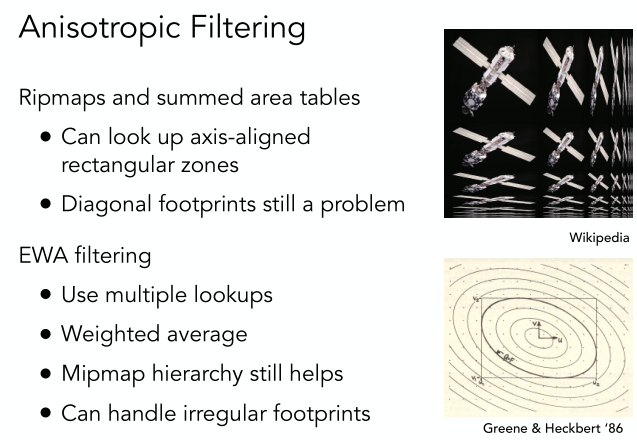 Anisotropic Filtering
Ripmaps and summed area tables
• Can look up axis-aligned
rectangular zones
• Diagonal footprints still a problem
Wikipedia
EWA filtering
• Use multiple lookups
• Weighted average
• Mipmap hierarchy still helps
• Can handle irregular footprints
Greene & Heckbert '86